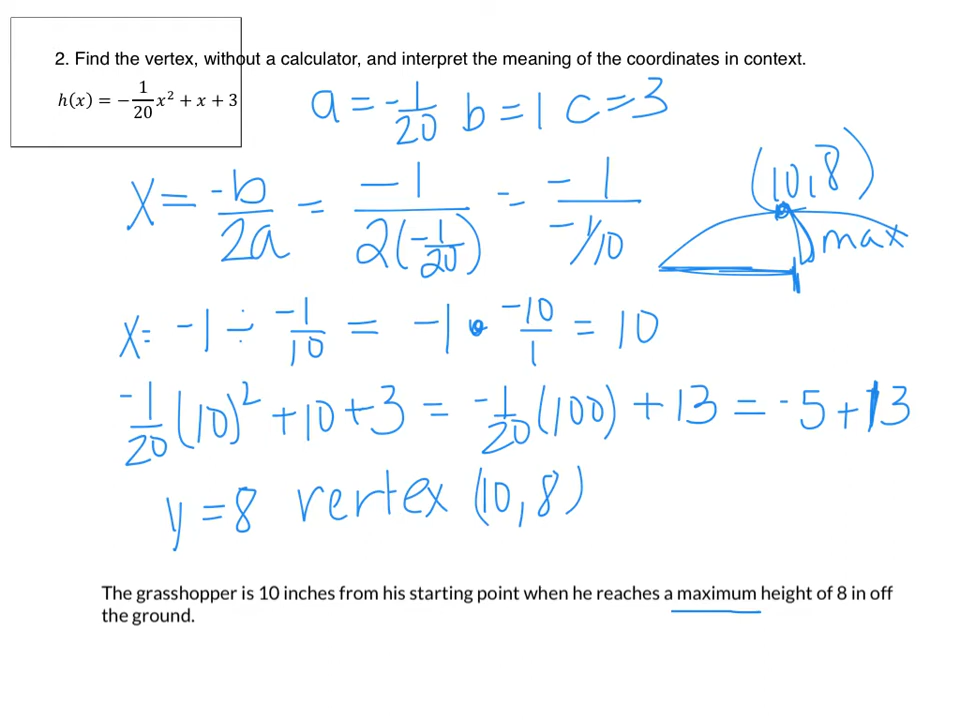 2. Find the vertex, without a calculator, and interpret the meaning of the coordinates in context.
h(x) = −1/20 x² + x + 3
a = -1/20 b = 1 c = 3
x = -b/2a = -1/2(-1/20) = -1/-1/10
(10,8)
max
x = -1 ÷ -1/10 = -1 • -10/1 = 10
-1/20 (10)² + 10 + 3 = -1/20 (100) + 13 = -5 + 13
y = 8 vertex (10,8)
The grasshopper is 10 inches from his starting point when he reaches a maximum height of 8 in off
the ground.